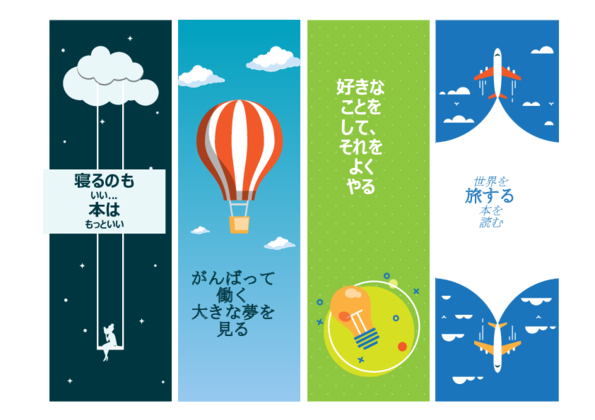 寝るのも
いい...
本は
もっといい
がんばって
働く
大きな夢を
見る
好きな
ことを
して、
それを
よく
やる
世界を
旅する
本を
読む